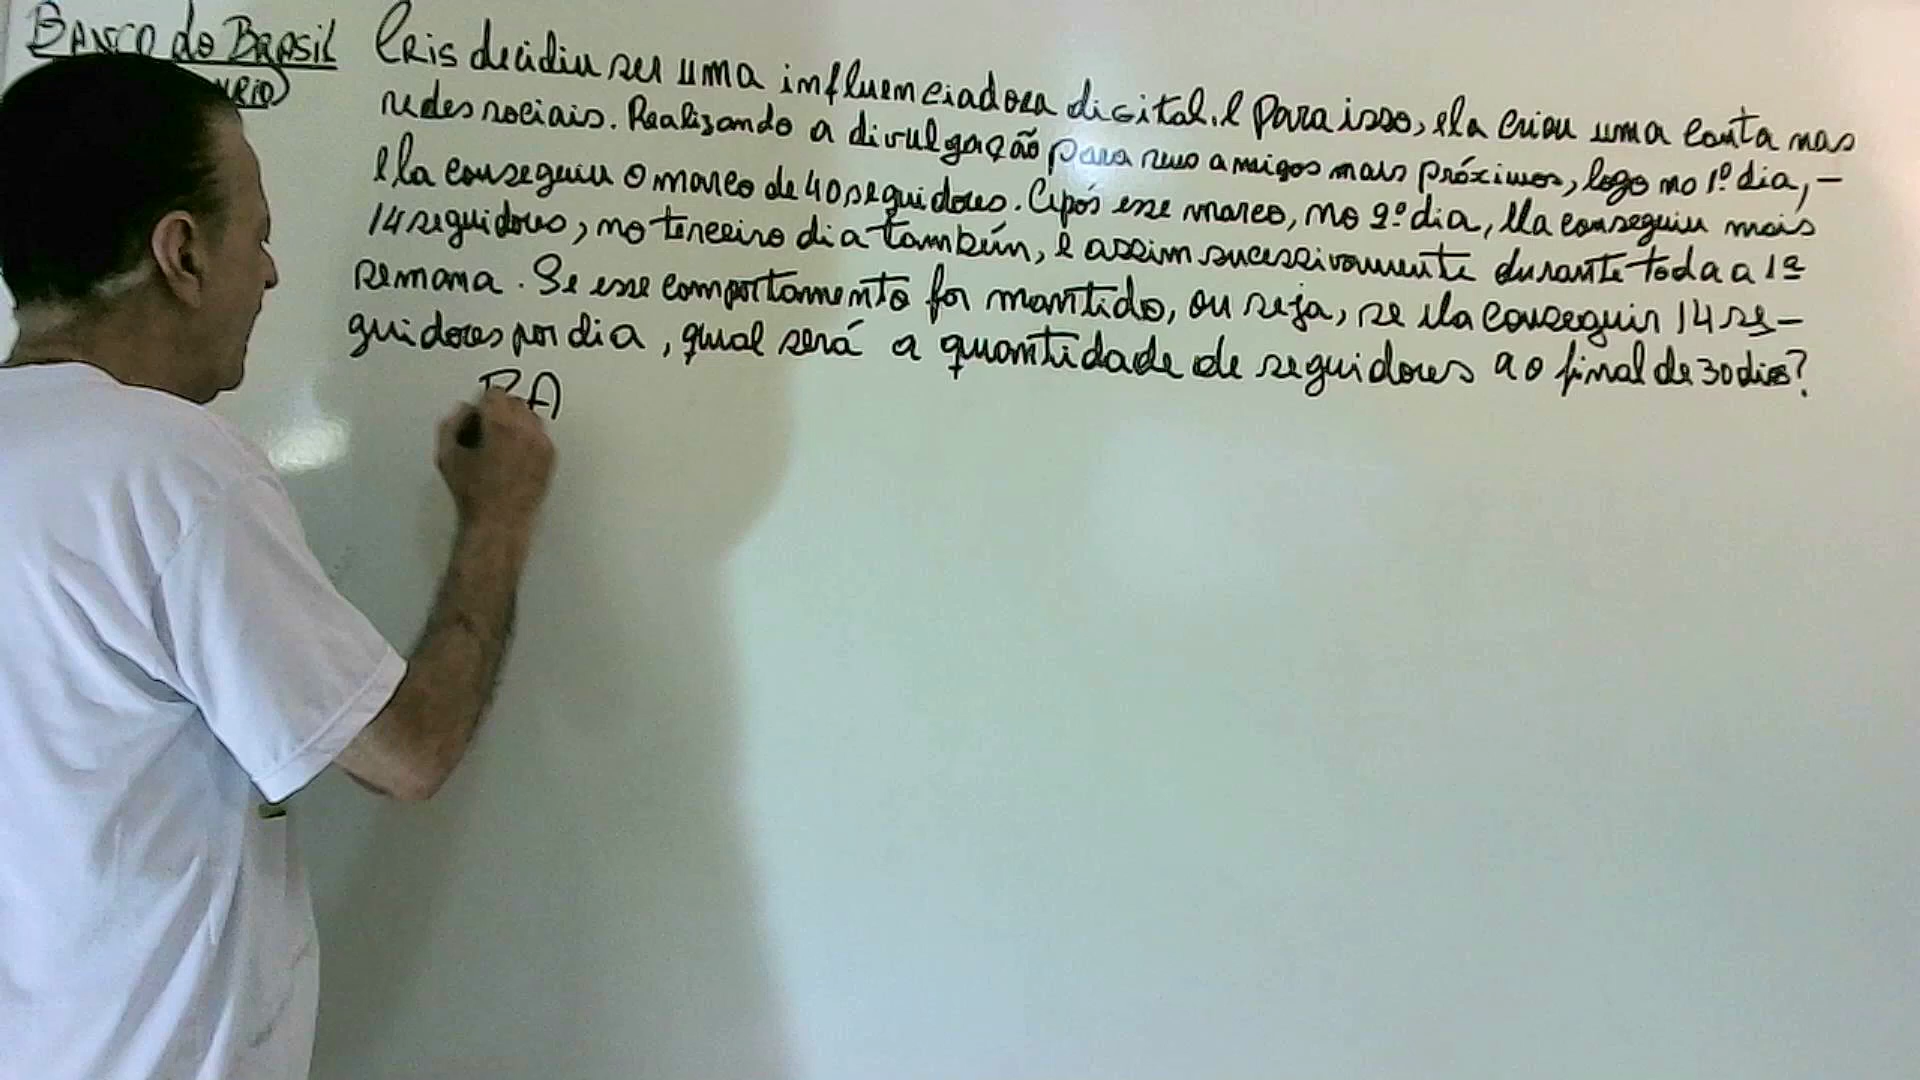 Banco do Brasil
Cris decidiu ser uma influenciadora digital, e para isso, ela criou uma conta nas
redes sociais. Realizando a divulgação para seus amigos mais próximos, logo no 1º dia, -
ela conseguiu o marco de 40 seguidores. Após esse marco, no 2º dia, ela conseguiu mais
14 seguidores, no terceiro dia também, e assim sucessivamente durante toda a 1ª
semana. Se esse comportamento for mantido, ou seja, se ela conseguir 14 se-
guidores por dia, qual será a quantidade de seguidores ao final de 30 dias?